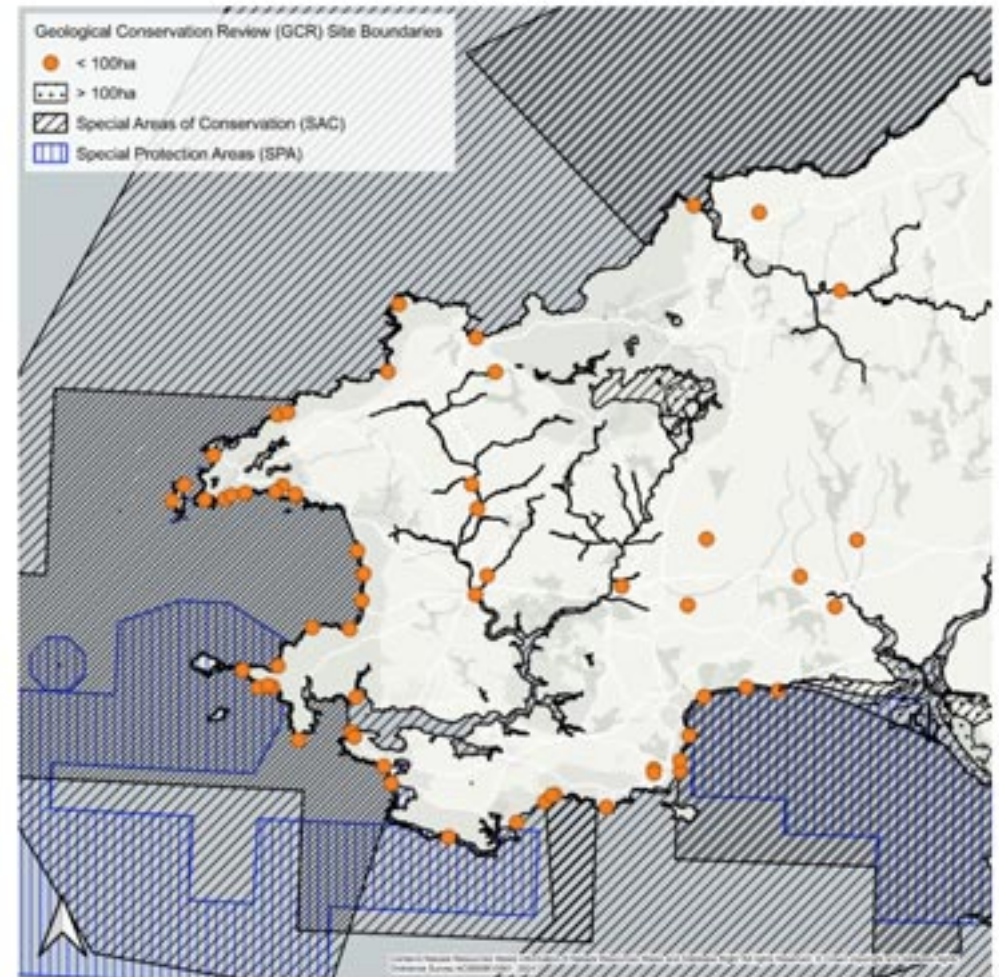 Geological Conservation Review (GCR) Site Boundaries
< 100ha
> 100ha
Special Areas of Conservation (SAC)
Special Protection Areas (SPA)